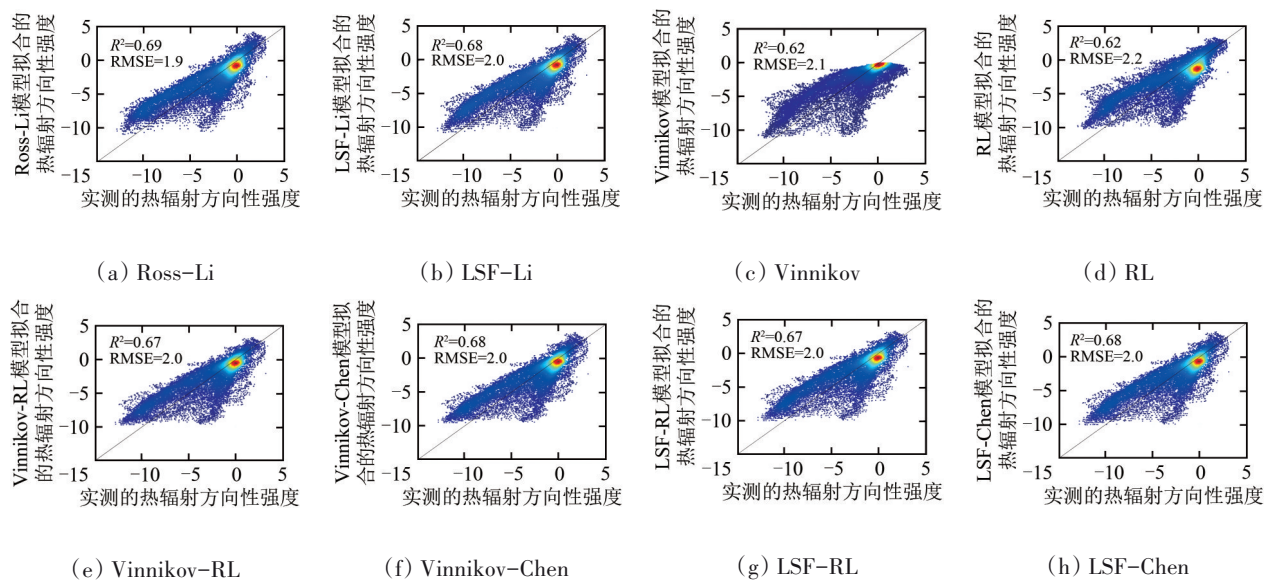 Ross-Li模型拟合的
热辐射方向性强度
5
0
−5
−10
−15
R²=0.69
RMSE=1.9
−10 −5 0 5
实测的热辐射方向性强度
(a) Ross-Li
LSF-Li模型拟合的
热辐射方向性强度
5
0
−5
−10
−15
R²=0.68
RMSE=2.0
−10 −5 0 5
实测的热辐射方向性强度
(b) LSF-Li
Vinnikov模型拟合的
热辐射方向性强度
5
0
−5
−10
−15
R²=0.62
RMSE=2.1
−10 −5 0 5
实测的热辐射方向性强度
(c) Vinnikov
RL模型拟合的
热辐射方向性强度
5
0
−5
−10
−15
R²=0.62
RMSE=2.2
−10 −5 0 5
实测的热辐射方向性强度
(d) RL
Vinnikov-RL模型拟合
的热辐射方向性强度
5
0
−5
−10
−15
R²=0.67
RMSE=2.0
−10 −5 0 5
实测的热辐射方向性强度
(e) Vinnikov-RL
Vinnikov-Chen模型拟
合的热辐射方向性强度
5
0
−5
−10
−15
R²=0.68
RMSE=2.0
−10 −5 0 5
实测的热辐射方向性强度
(f) Vinnikov-Chen
LSF-RL模型拟合的
热辐射方向性强度
5
0
−5
−10
−15
R²=0.67
RMSE=2.0
−10 −5 0 5
实测的热辐射方向性强度
(g) LSF-RL
LSF-Chen模型拟合的
热辐射方向性强度
5
0
−5
−10
−15
R²=0.68
RMSE=2.0
−10 −5 0 5
实测的热辐射方向性强度
(h) LSF-Chen